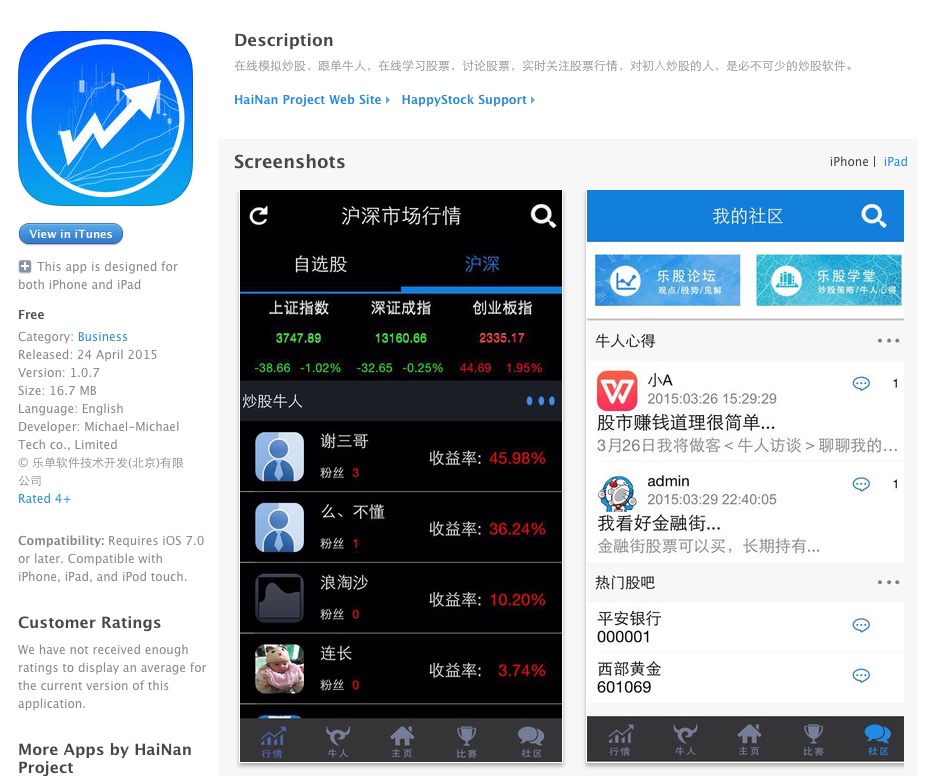 Description
在线模拟炒股，跟单牛人，在线学习股票，讨论股票，实时关注股票行情，对初入炒股的人，是必不可少的炒股软件。
HaiNan Project Web Site
HappyStock Support
View in iTunes
This app is designed for
both iPhone and iPad
Free
Category: Business
Released: 24 April 2015
Version: 1.0.7
Size: 16.7 MB
Language: English
Developer: Michael-Michael
Tech co., Limited
© 乐单软件技术开发(北京)有限
公司
Rated 4+
Compatibility: Requires iOS 7.0
or later. Compatible with
iPhone, iPad, and iPod touch.
Customer Ratings
We have not received enough
ratings to display an average for
the current version of this
application.
More Apps by HaiNan
Project
Screenshots
iPhone | iPad
沪深市场行情
自选股 沪深
上证指数 深证成指 创业板指
3747.89 13160.66 2335.17
-38.66 -1.02% -32.65 -0.25% 44.69 1.95%
炒股牛人
谢三哥
粉丝 3
收益率: 45.98%
么、不懂
粉丝 1
收益率: 36.24%
浪淘沙
粉丝 0
收益率: 10.20%
连长
粉丝 0
收益率: 3.74%
行情 牛人 主页 比赛 社区
我的社区
乐股论坛
观点/股势/见解
乐股学堂
炒股策略/牛人心得
牛人心得
小A
2015:03:26 15:29:29
1
股市赚钱道理很简单...
3月26日我将做客＜牛人访谈＞聊聊我的...
admin
2015:03:29 22:40:05
1
我看好金融街...
金融街股票可以买，长期持有...
热门股吧
平安银行
000001
西部黄金
601069
行情 牛人 主页 比赛 社区